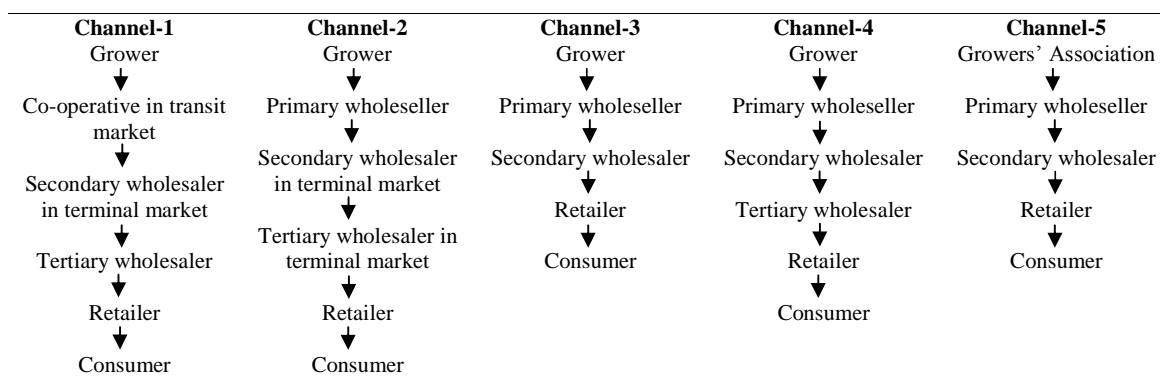 Channel-1
Grower
Co-operative in transit
market
Secondary wholesaler
in terminal market
Tertiary wholesaler
Retailer
Consumer
Channel-2
Grower
Primary wholeseller
Secondary wholesaler
in terminal market
Tertiary wholesaler in
terminal market
Retailer
Consumer
Channel-3
Grower
Primary wholeseller
Secondary wholesaler
Retailer
Consumer
Channel-4
Grower
Primary wholeseller
Secondary wholesaler
Tertiary wholesaler
Retailer
Consumer
Channel-5
Growers’ Association
Primary wholeseller
Secondary wholesaler
Retailer
Consumer